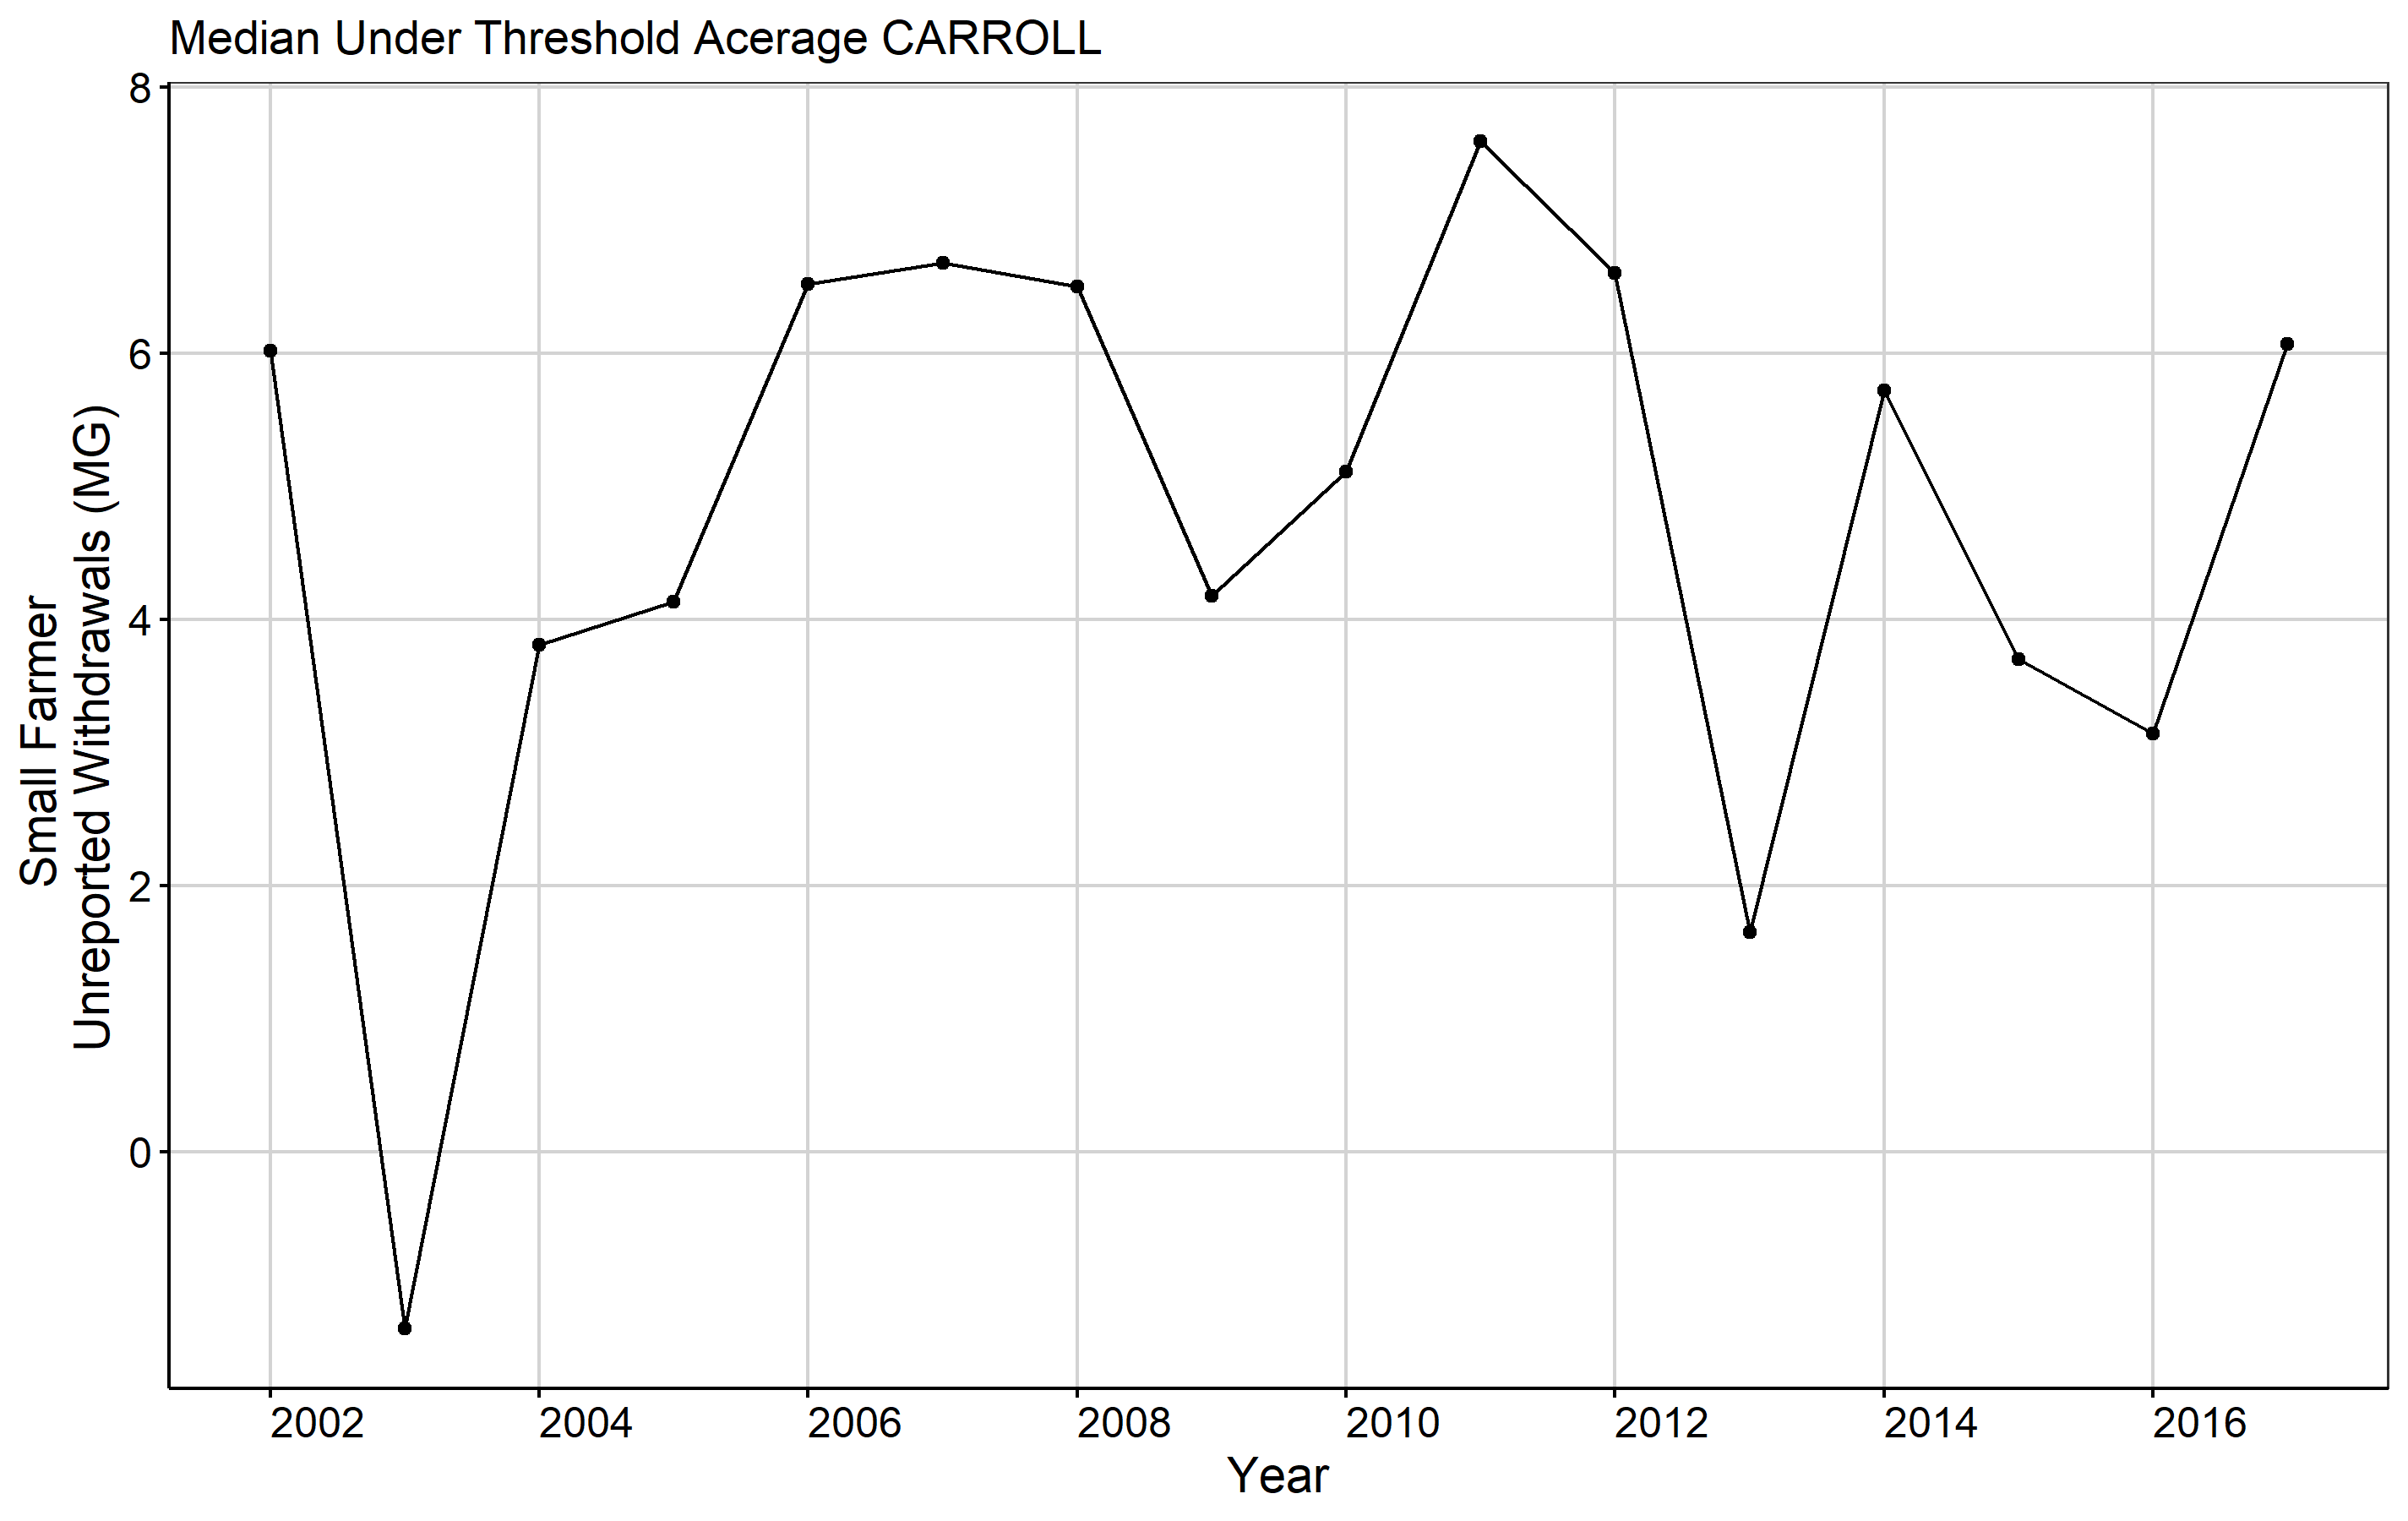 Median Under Threshold Acerage CARROLL
8
6
4
2
0
Small Farmer
Unreported Withdrawals (MG)
2002 2004 2006 2008 2010 2012 2014 2016
Year